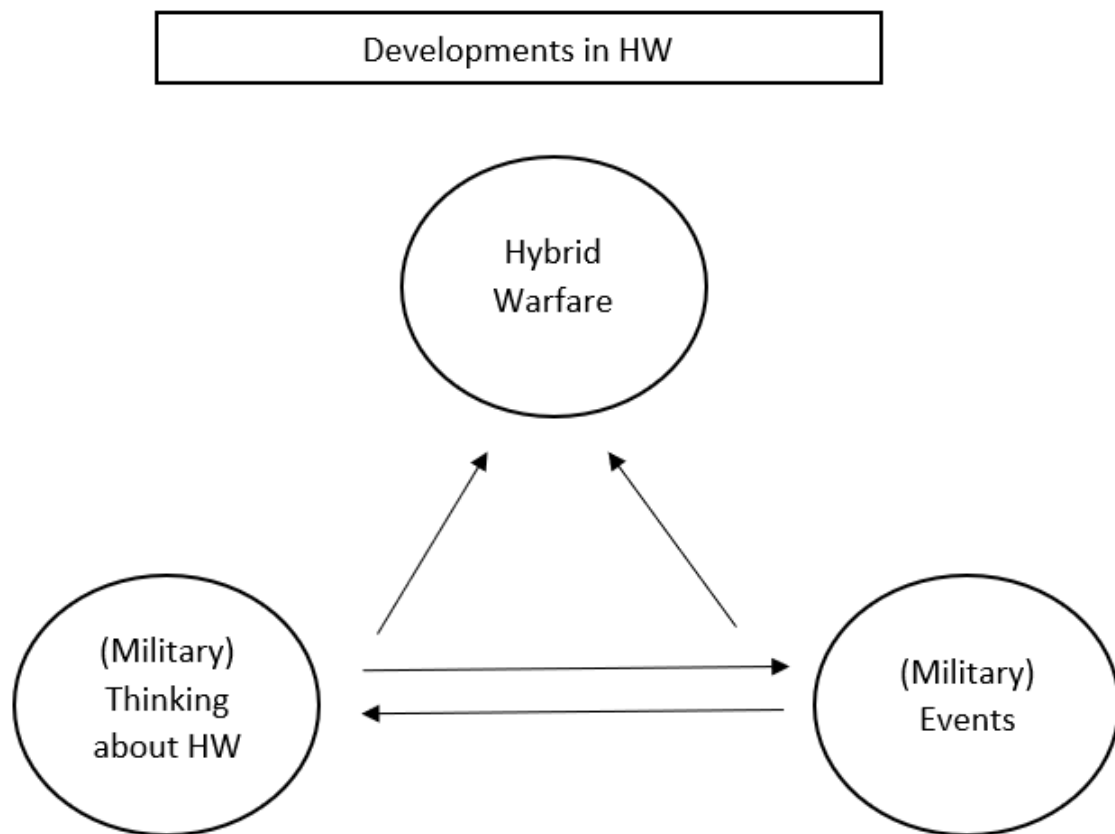 Developments in HW
Hybrid
Warfare
(Military)
Thinking
about HW
(Military)
Events